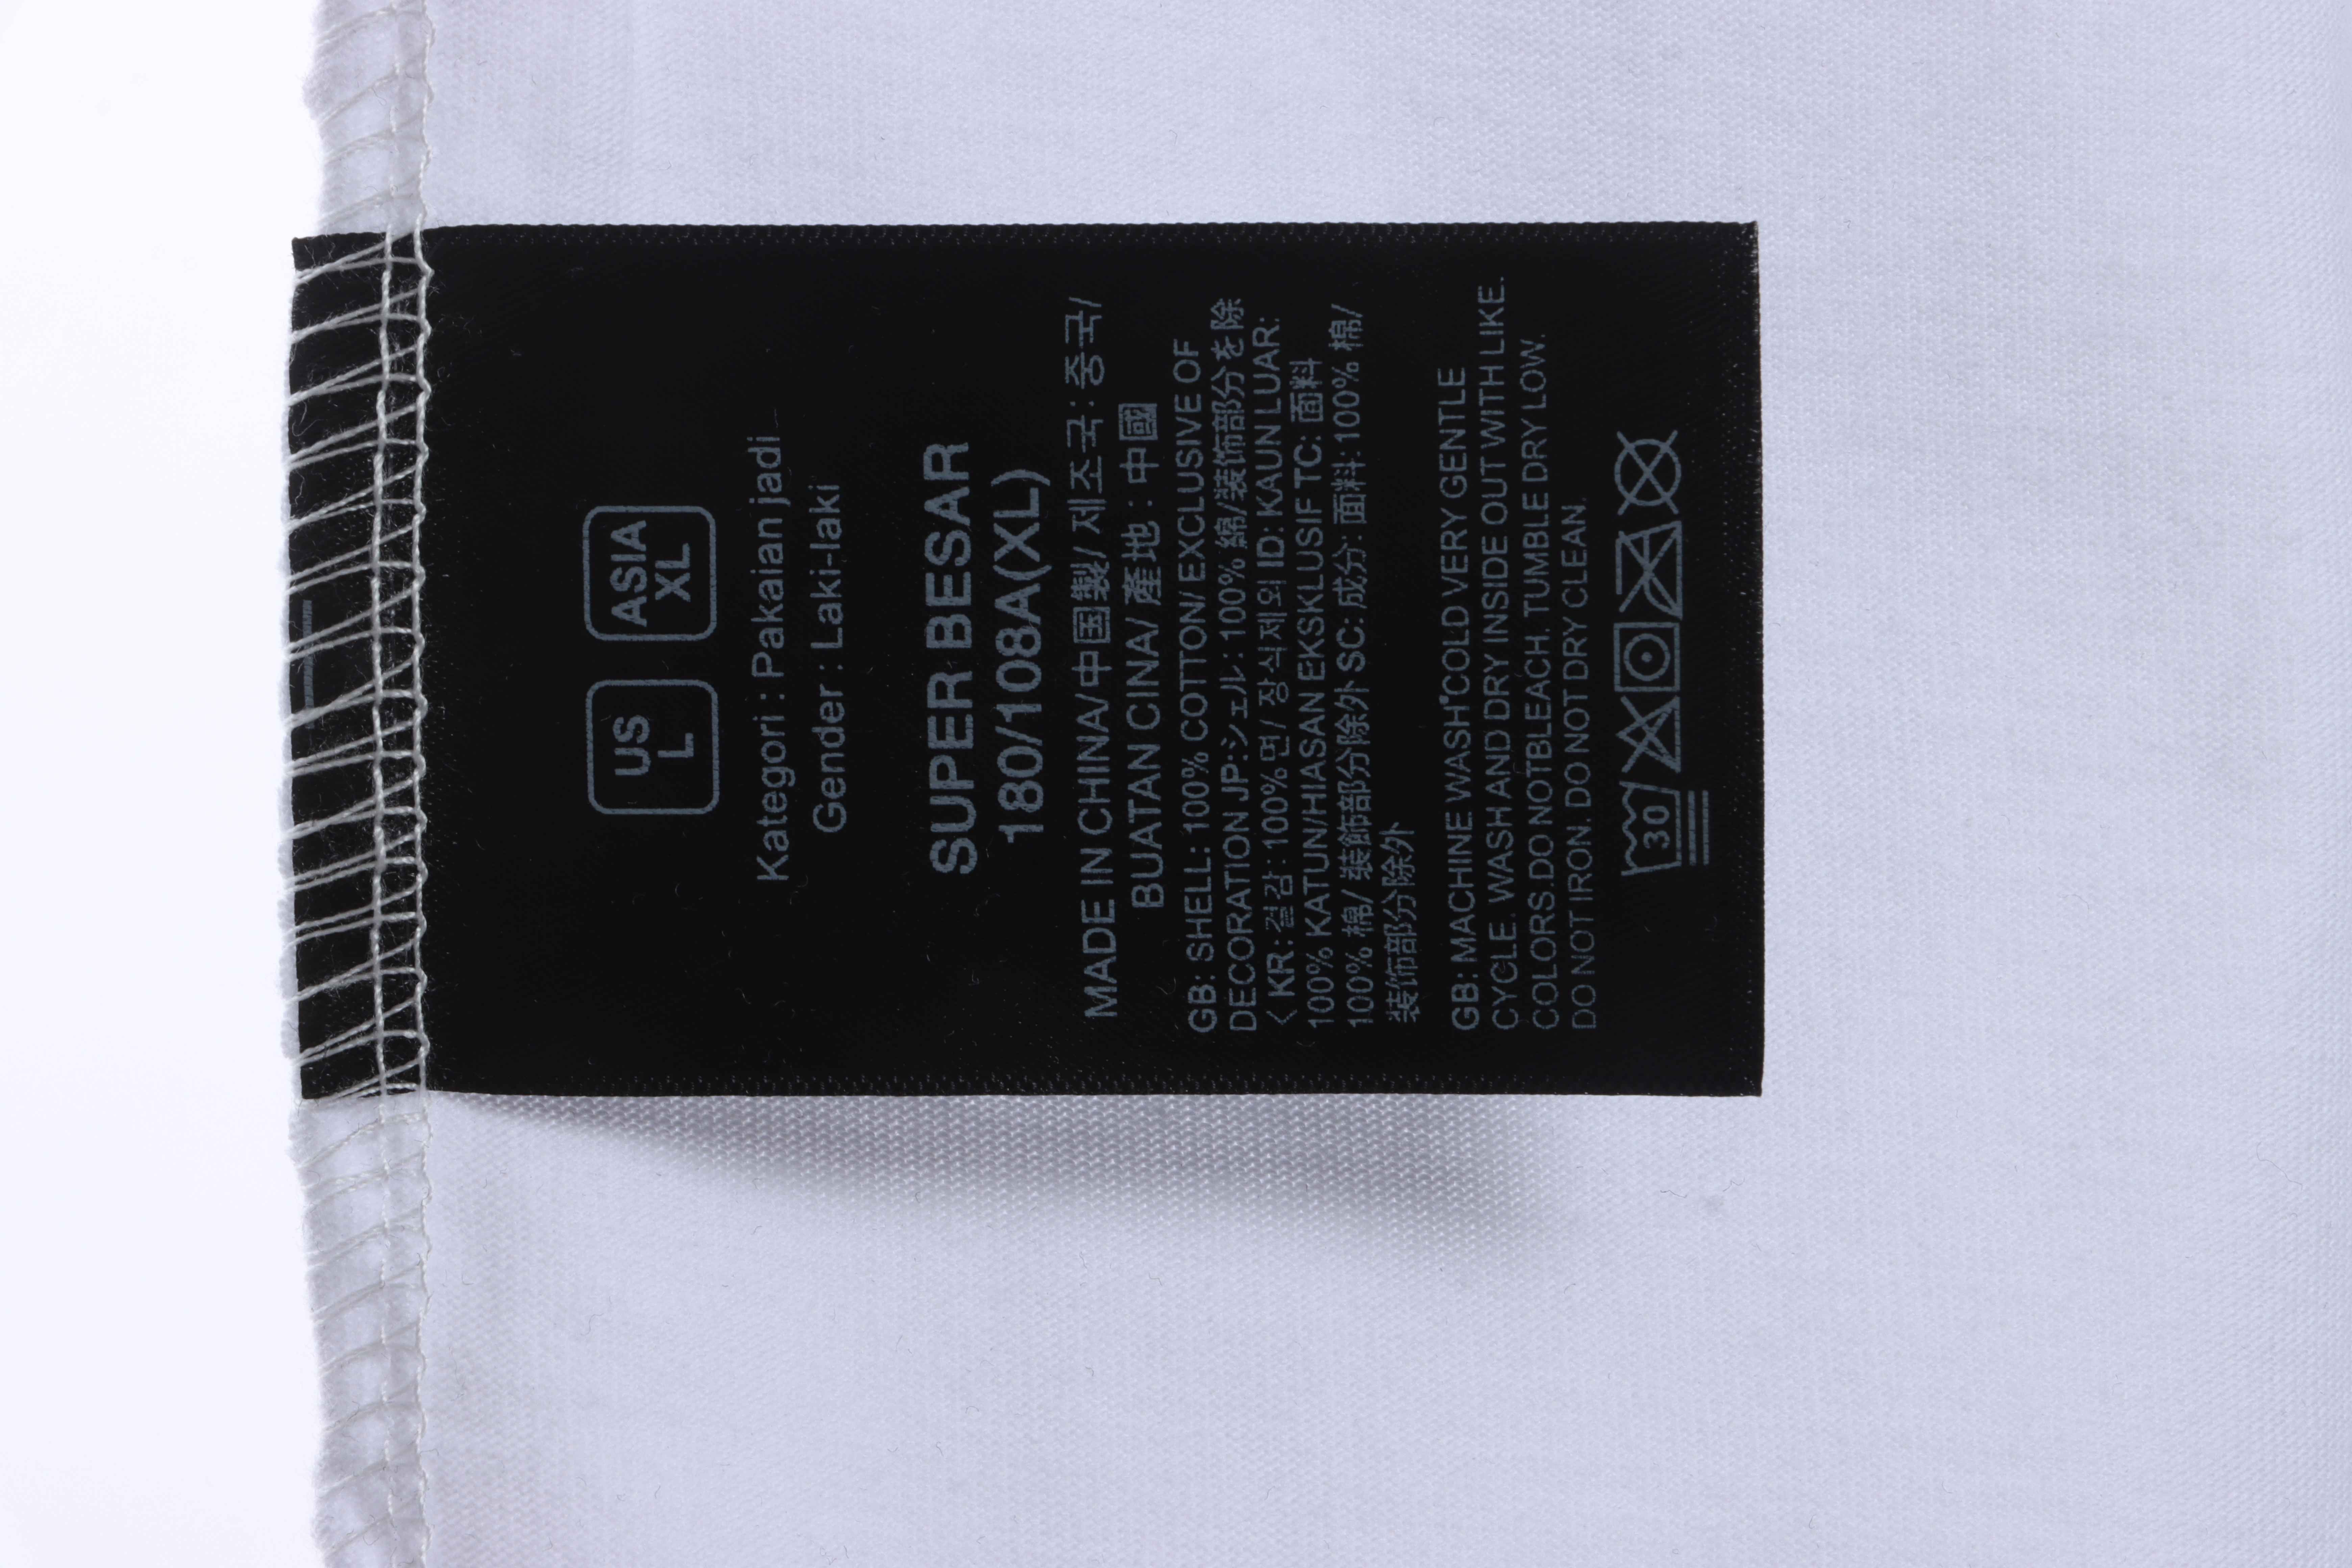 US
L
ASIA
XL
Kategori : Pakaian jadi
Gender : Laki-laki
SUPER BESAR
180/108A(XL)
MADE IN CHINA/中国製/ 제조국 : 중국/
BUATAN CINA/ 產地 : 中國
GB: SHELL: 100% COTTON/ EXCLUSIVE OF
DECORATION JP:シェル : 100% 綿/装飾部分を除
く KR: 겉감 : 100% 면 / 장식제외 ID: KAUN LUAR:
100% KATUN/HIASAN EKSKLUSIF TC: 面料
100% 棉/ 裝飾部分除外 SC: 成分: 面料:100% 棉/
装饰部分除外
GB: MACHINE WASH COLD VERY GENTLE
CYCLE. WASH AND DRY INSIDE OUT WITH LIKE.
COLORS.DO NOTBLEACH. TUMBLE DRY LOW.
DO NOT IRON. DO NOT DRY CLEAN.
30